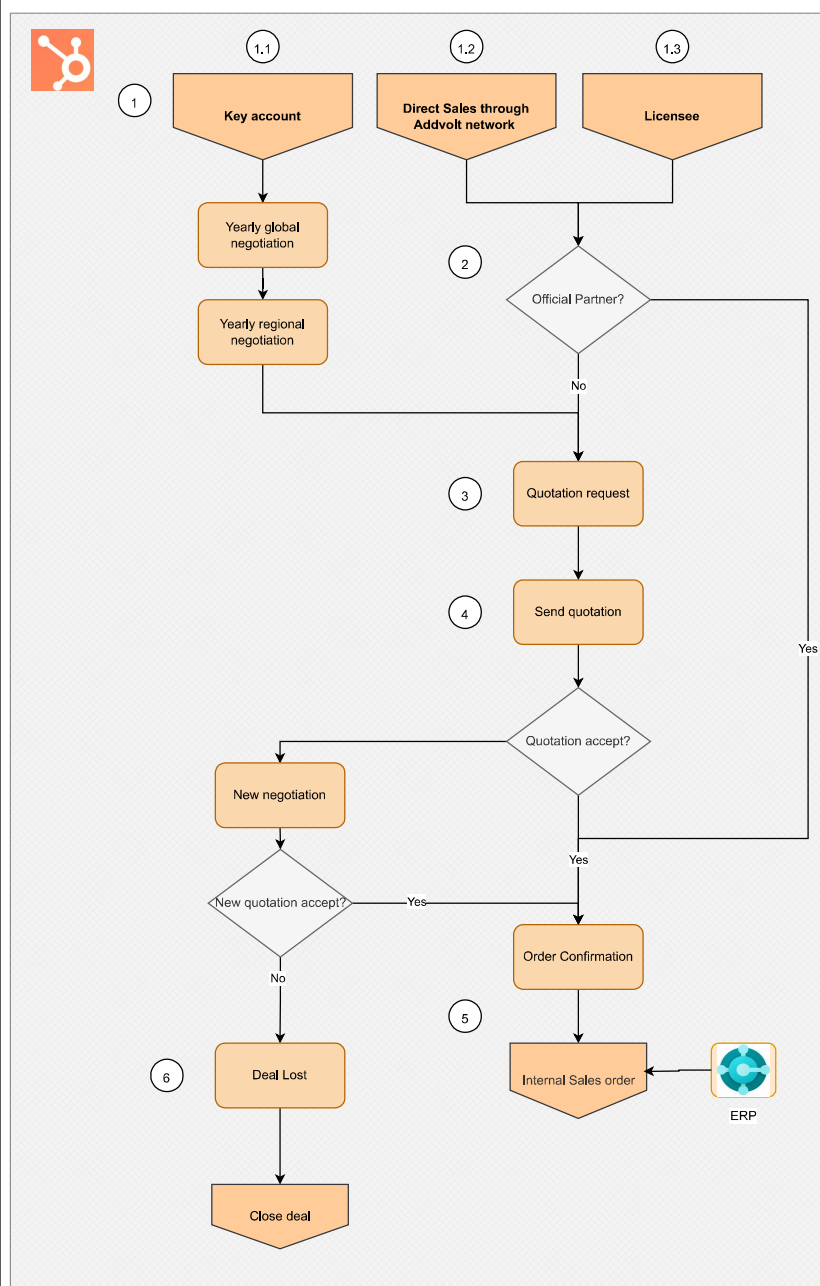 1.1
1.2
1.3
1
Key account
Direct Sales through
Addvolt network
Licensee
Yearly global
negotiation
2
Official Partner?
Yearly regional
negotiation
No
3
Quotation request
4
Send quotation
Yes
Quotation accept?
New negotiation
Yes
New quotation accept?
Yes
Order Confirmation
No
5
6
Deal Lost
Internal Sales order
ERP
Close deal